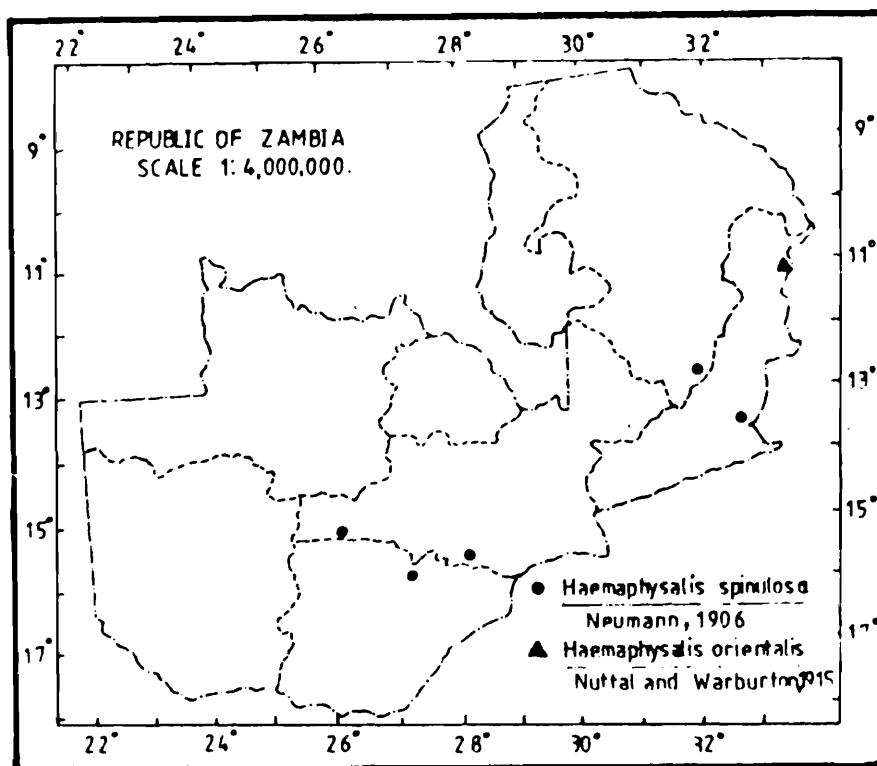 22° 24° 26° 28° 30° 32°
REPUBLIC OF ZAMBIA
SCALE 1:4,000,000.
9° 9°
11° 11°
13° 13°
15° 15°
17° 17°
Haemaphysalis spinulosa
Neumann, 1906
Haemaphysalis orientalis
Nuttal and Warburton, 1915
22° 24° 26° 28° 30° 32°